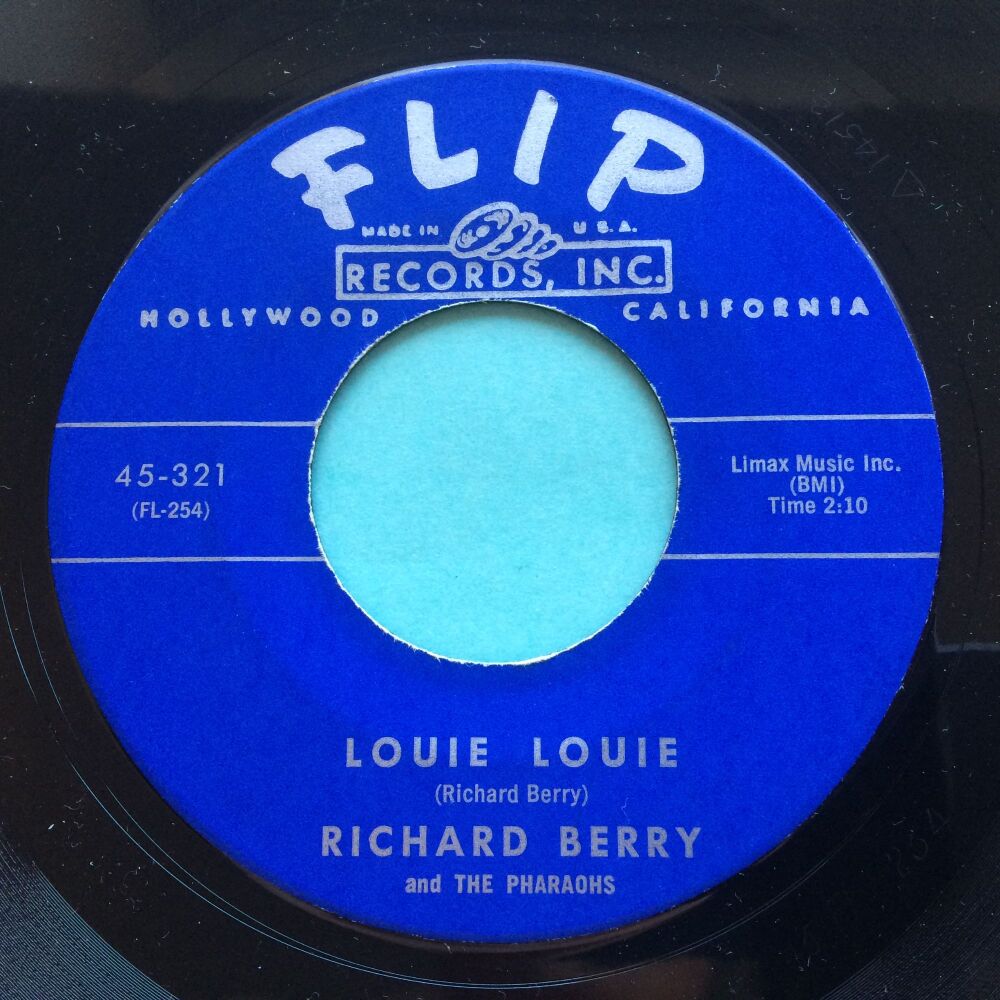 FLIP
MADE IN U.S.A.
RECORDS, INC.
HOLLYWOOD CALIFORNIA
45-321
(FL-254)
Limax Music Inc.
(BMI)
Time 2:10
LOUIE LOUIE
(Richard Berry)
RICHARD BERRY
and THE PHARAOHS